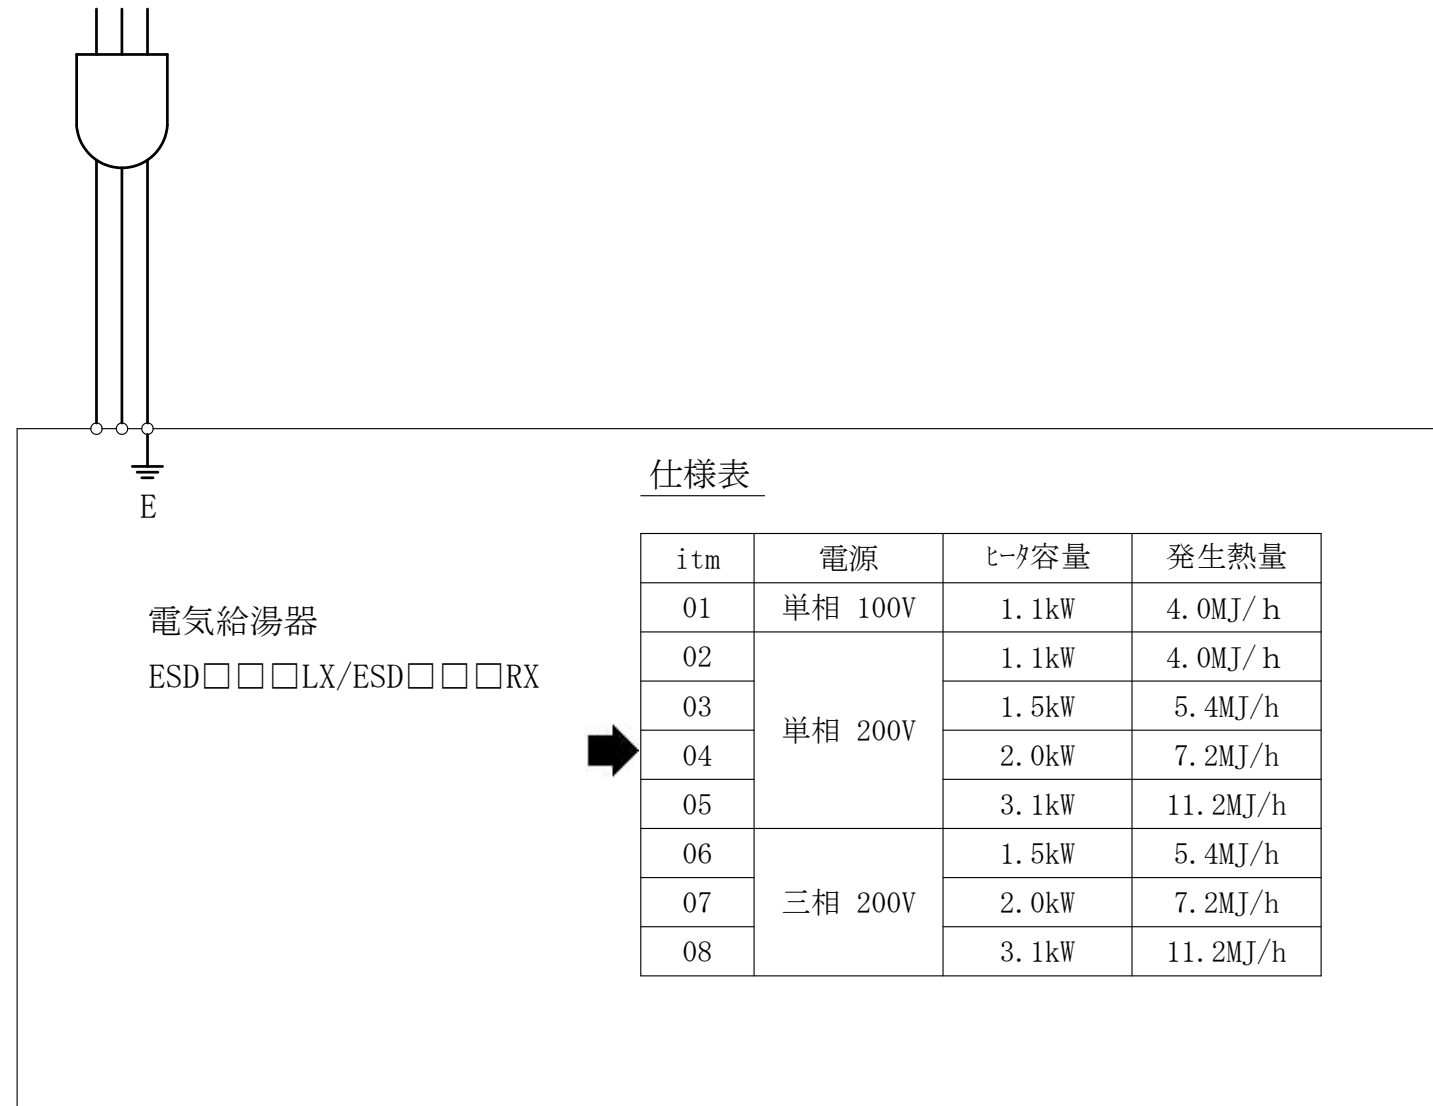 E
仕様表
電気給湯器
ESD□□□LX/ESD□□□RX
itm 電源 ﾋｰﾀ容量 発生熱量
01 単相 100V 1.1kW 4.0MJ/ｈ
02 単相 200V 1.1kW 4.0MJ/ｈ
03 1.5kW 5.4MJ/h
04 2.0kW 7.2MJ/h
05 3.1kW 11.2MJ/h
06 三相 200V 1.5kW 5.4MJ/h
07 2.0kW 7.2MJ/h
08 3.1kW 11.2MJ/h